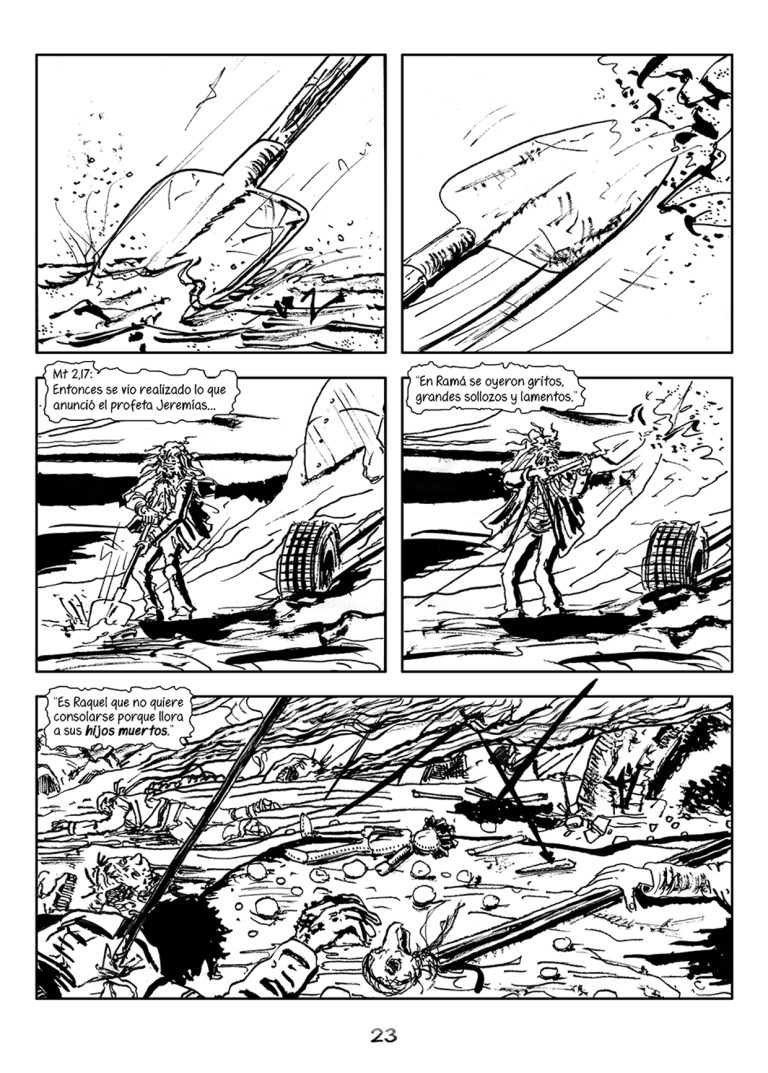 Mt 2,17:
Entonces se vio realizado lo que
anunció el profeta Jeremías...
"En Ramá se oyeron gritos,
grandes sollozos y lamentos."
"Es Raquel que no quiere
consolarse porque llora
a sus hijos muertos."
23